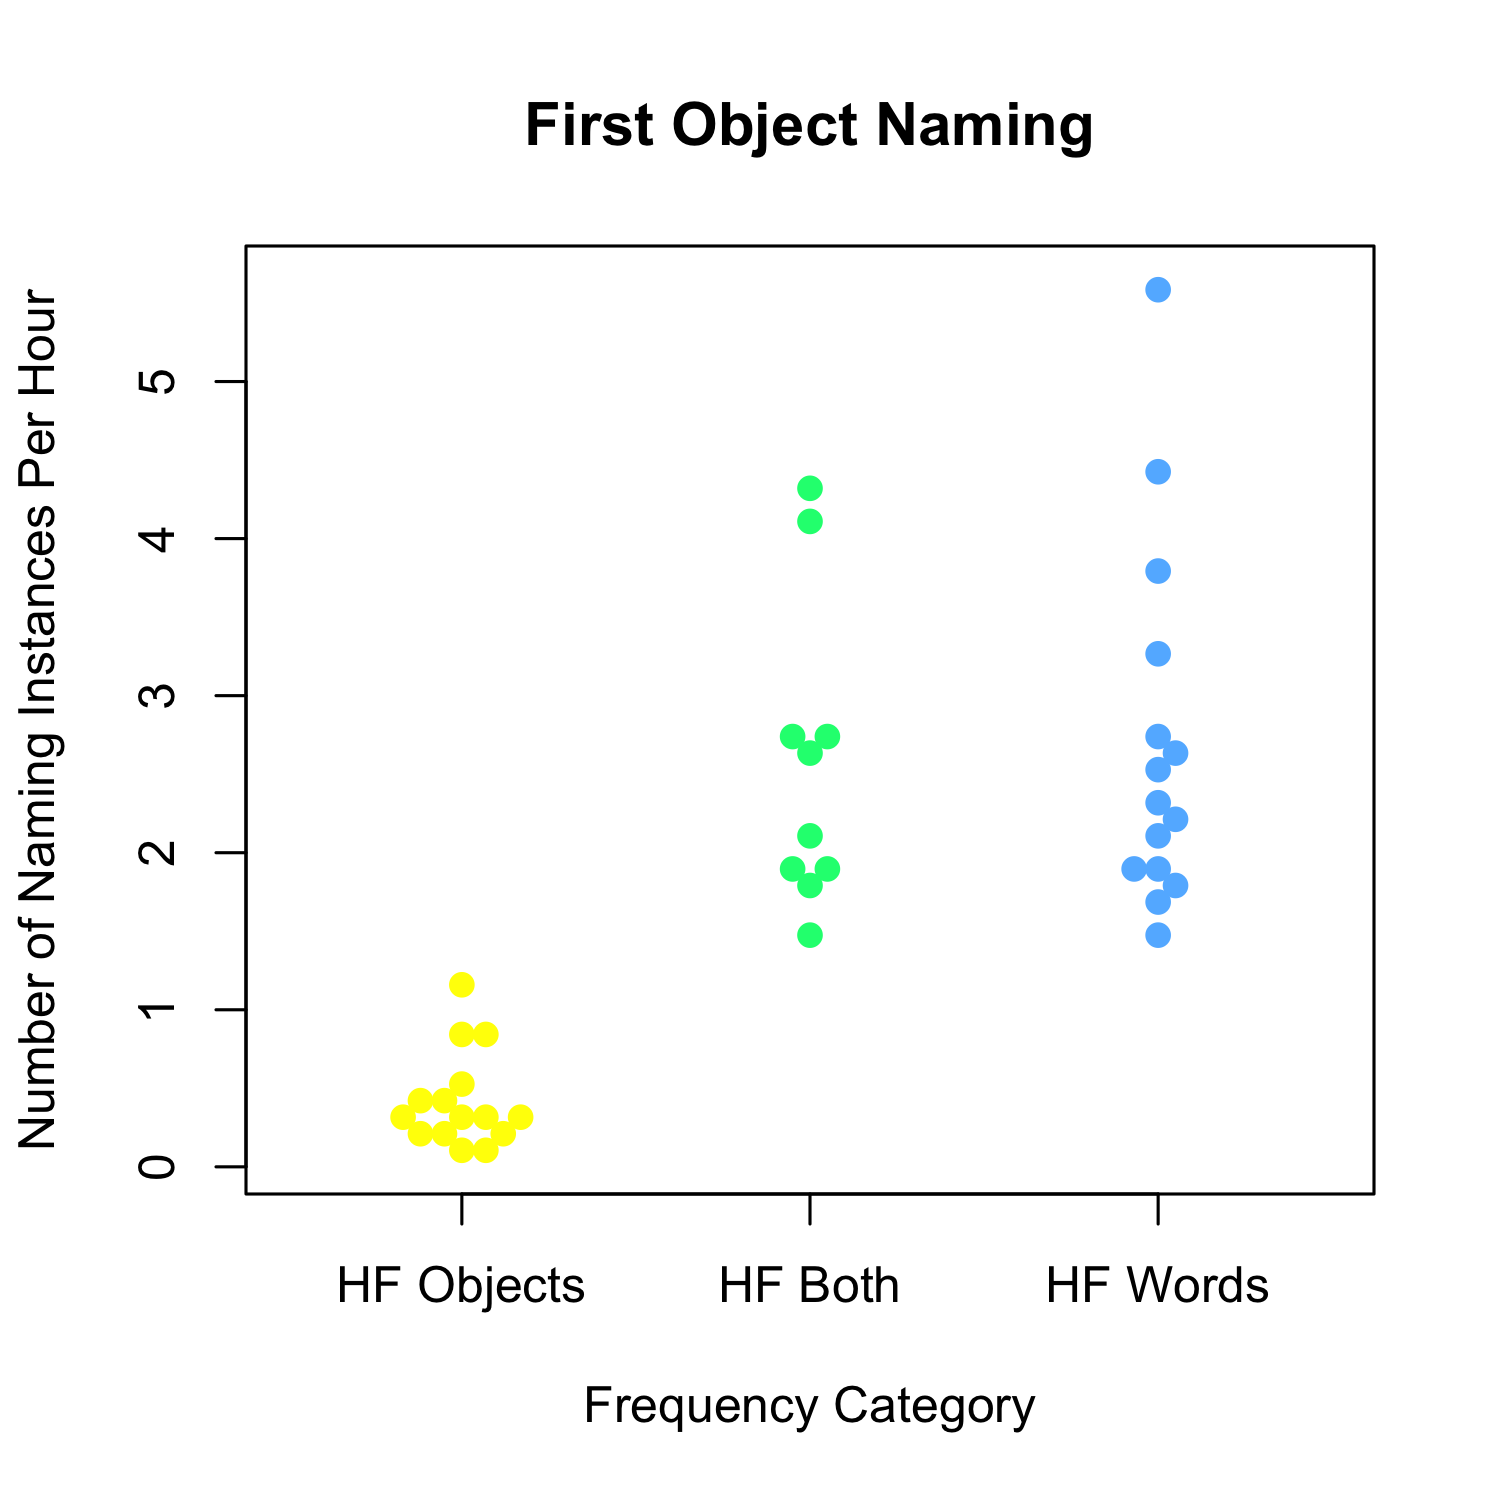 First Object Naming
Number of Naming Instances Per Hour
5
4
3
2
1
0
HF Objects HF Both HF Words
Frequency Category